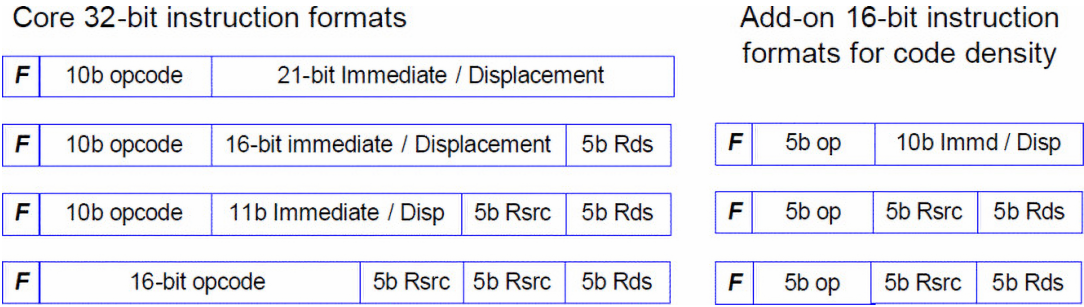 Core 32-bit instruction formats
Add-on 16-bit instruction
formats for code density
F 10b opcode 21-bit Immediate / Displacement
F 10b opcode 16-bit immediate / Displacement 5b Rds
F 5b op 10b Immd / Disp
F 10b opcode 11b Immediate / Disp 5b Rsrc 5b Rds
F 5b op 5b Rsrc 5b Rds
F 16-bit opcode 5b Rsrc 5b Rsrc 5b Rds
F 5b op 5b Rsrc 5b Rds